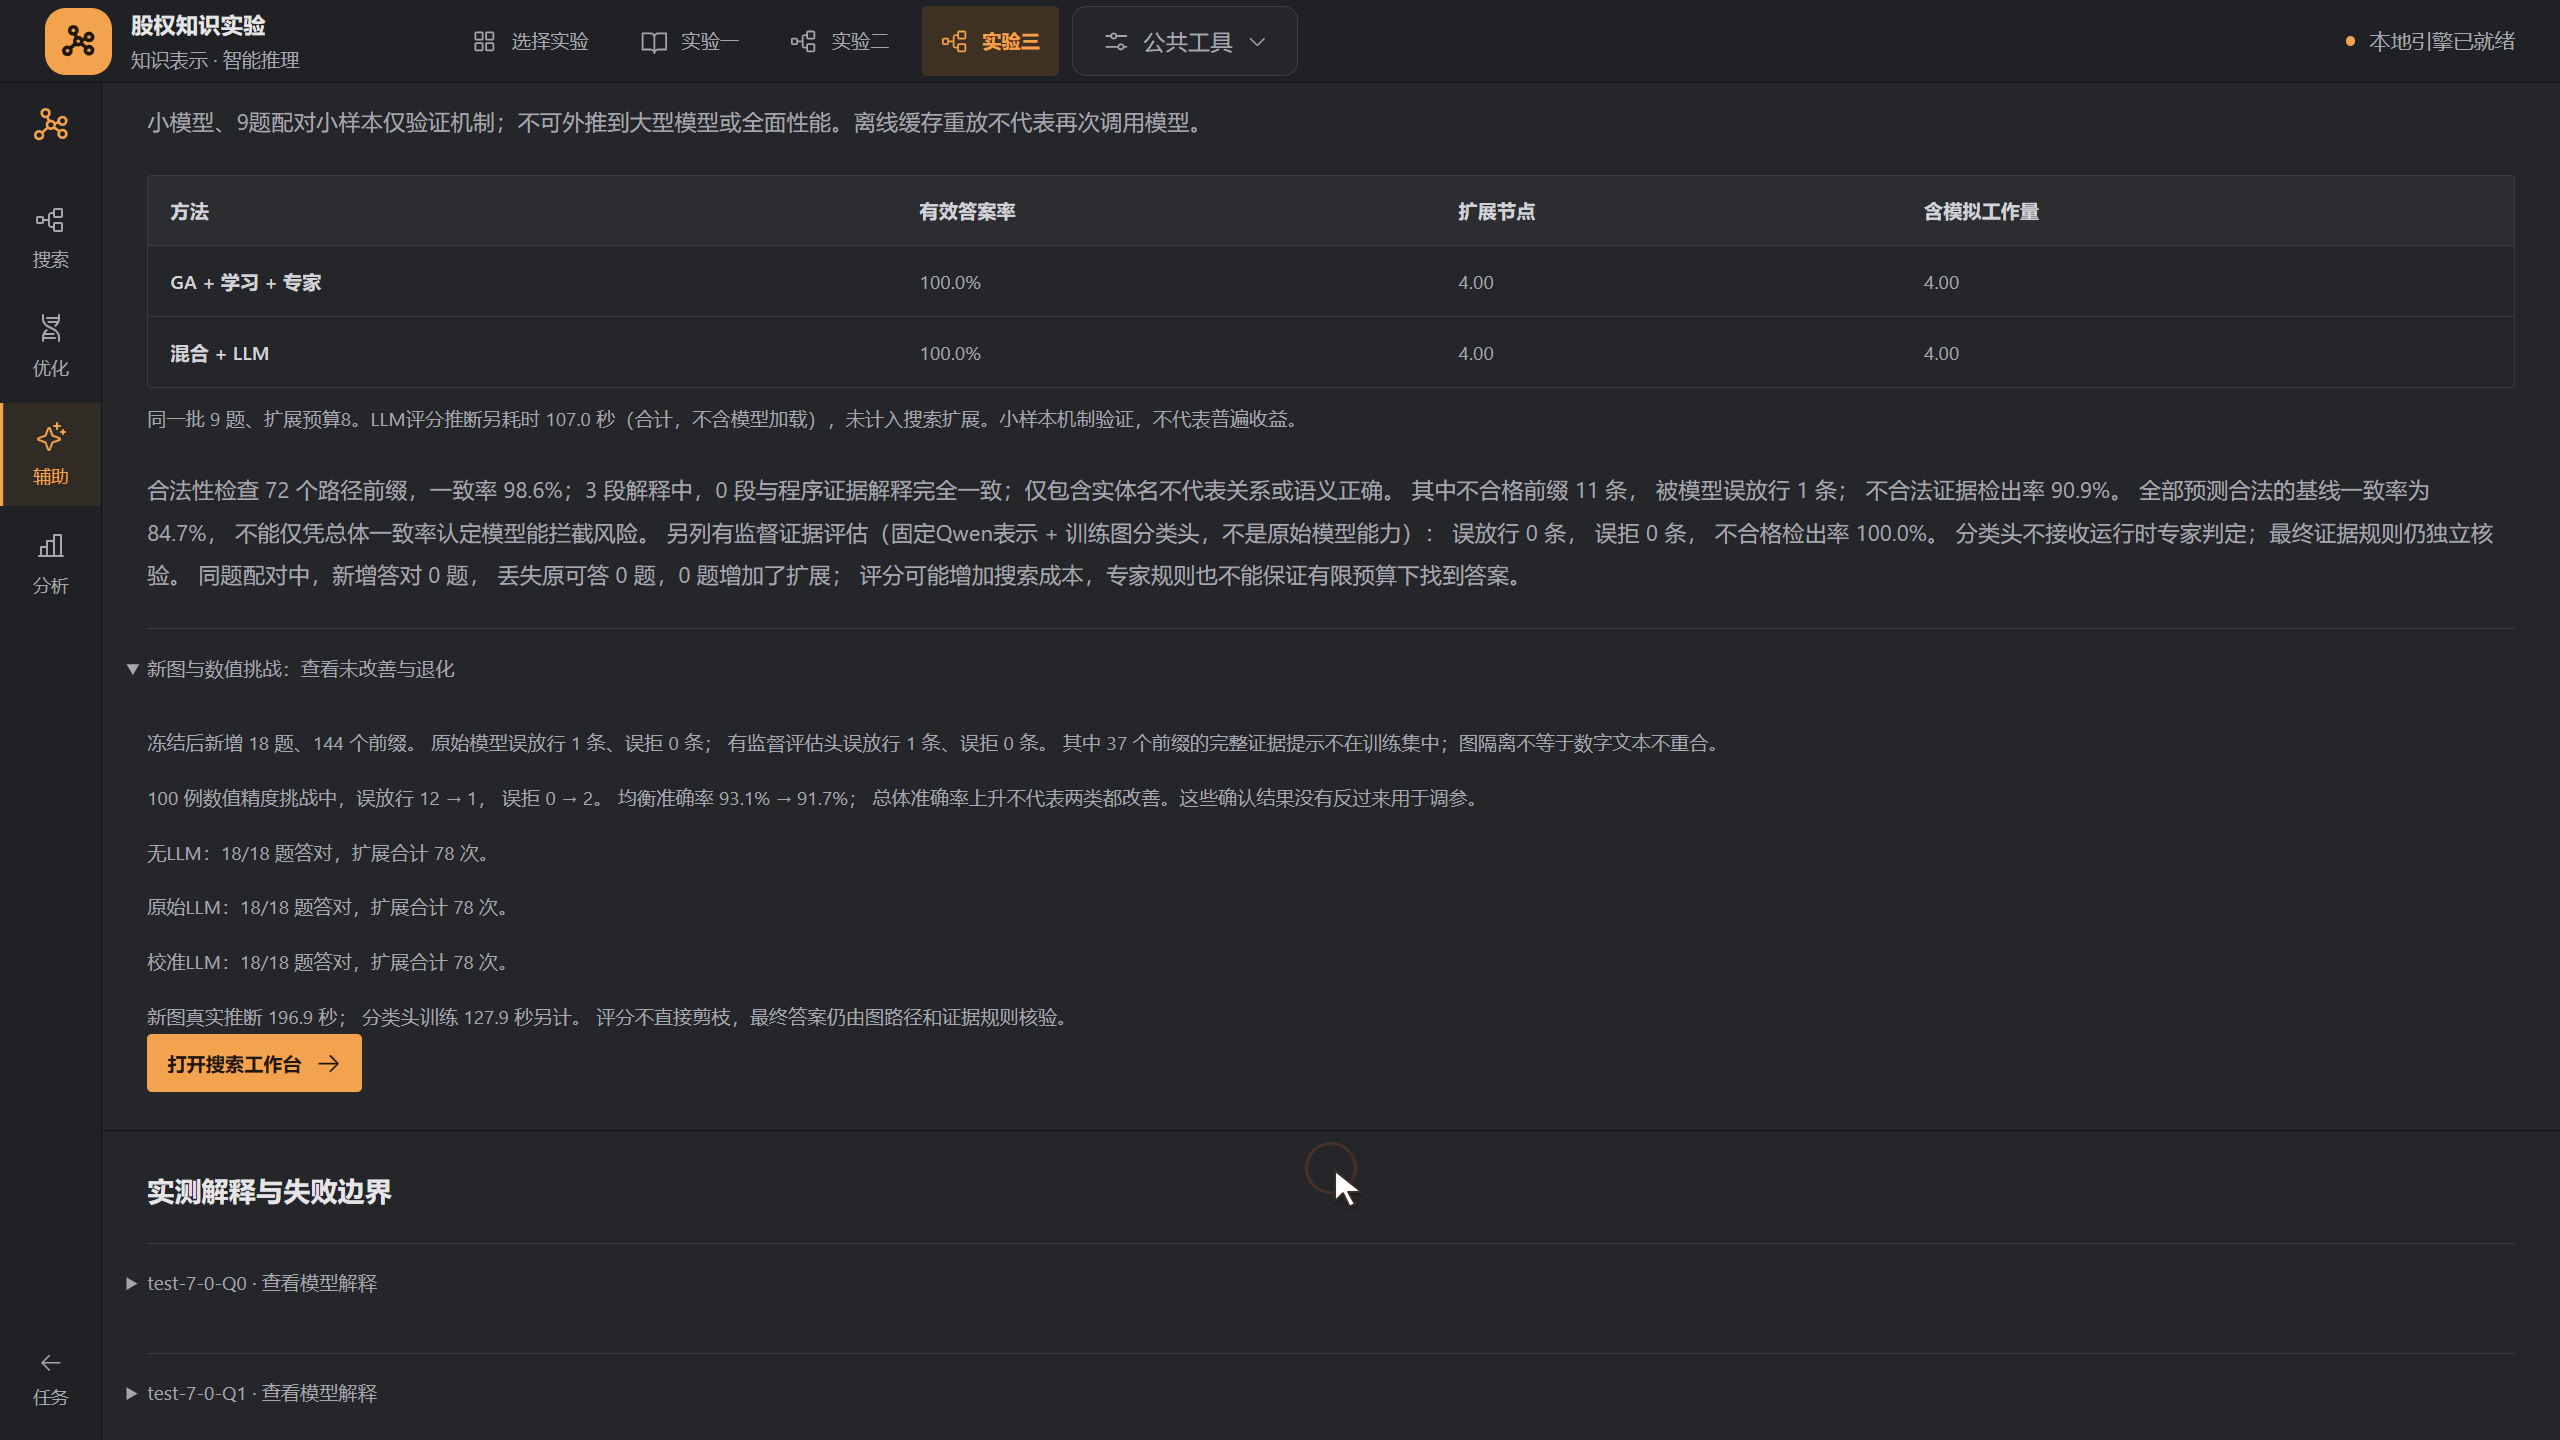 股权知识实验
知识表示 · 智能推理
选择实验
实验一
实验二
实验三
公共工具
本地引擎已就绪
搜索
优化
辅助
分析
任务
小模型、9题配对小样本仅验证机制；不可外推到大型模型或全面性能。离线缓存重放不代表再次调用模型。
方法 有效答案率 扩展节点 含模拟工作量
GA + 学习 + 专家 100.0% 4.00 4.00
混合 + LLM 100.0% 4.00 4.00
同一批 9 题、扩展预算8。LLM评分推断另耗时 107.0 秒（合计，不含模型加载），未计入搜索扩展。小样本机制验证，不代表普遍收益。
合法性检查 72 个路径前缀，一致率 98.6%；3 段解释中，0 段与程序证据解释完全一致；仅包含实体名不代表关系或语义正确。 其中不合格前缀 11 条， 被模型误放行 1 条； 不合法证据检出率 90.9%。 全部预测合法的基线一致率为
84.7%， 不能仅凭总体一致率认定模型能拦截风险。 另列有监督证据评估（固定Qwen表示 + 训练图分类头，不是原始模型能力）： 误放行 0 条， 误拒 0 条， 不合格检出率 100.0%。 分类头不接收运行时专家判定；最终证据规则仍独立核
验。 同题配对中，新增答对 0 题， 丢失原可答 0 题，0 题增加了扩展； 评分可能增加搜索成本，专家规则也不能保证有限预算下找到答案。
▼ 新图与数值挑战：查看未改善与退化
冻结后新增 18 题、144 个前缀。 原始模型误放行 1 条、误拒 0 条； 有监督评估头误放行 1 条、误拒 0 条。 其中 37 个前缀的完整证据提示不在训练集中；图隔离不等于数字文本不重合。
100 例数值精度挑战中，误放行 12 → 1， 误拒 0 → 2。 均衡准确率 93.1% → 91.7%； 总体准确率上升不代表两类都改善。这些确认结果没有反过来用于调参。
无LLM：18/18 题答对，扩展合计 78 次。
原始LLM：18/18 题答对，扩展合计 78 次。
校准LLM：18/18 题答对，扩展合计 78 次。
新图真实推断 196.9 秒； 分类头训练 127.9 秒另计。 评分不直接剪枝，最终答案仍由图路径和证据规则核验。
打开搜索工作台 →
实测解释与失败边界
▶ test-7-0-Q0 · 查看模型解释
▶ test-7-0-Q1 · 查看模型解释